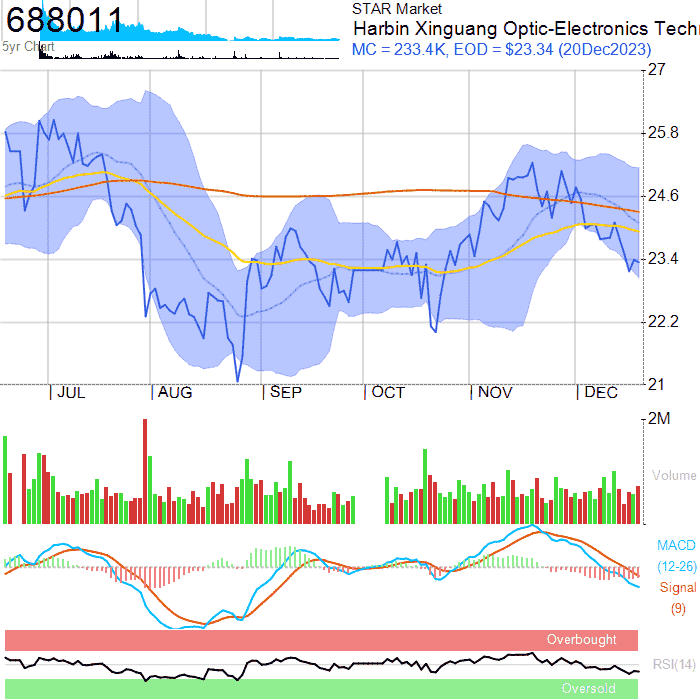 688011
5yr Chart
STAR Market
Harbin Xinguang Optic-Electronics Tech
MC = 233.4K, EOD = $23.34 (20Dec2023)
27
25.8
24.6
23.4
22.2
21
JUL AUG SEP OCT NOV DEC
2M
Volume
MACD
(12-26)
Signal
(9)
Overbought
RSI(14)
Oversold